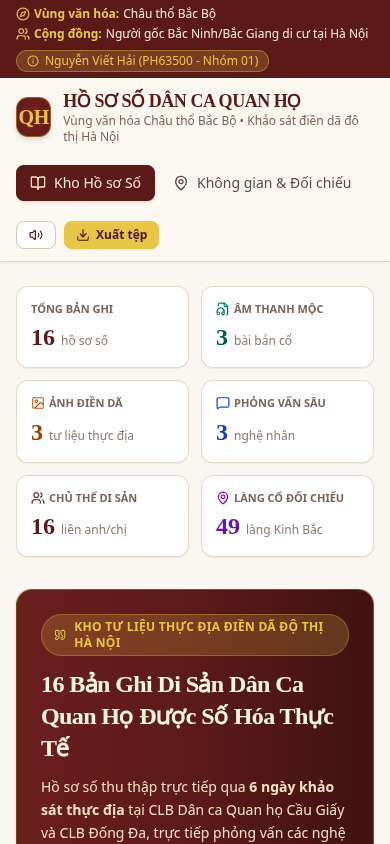 Vùng văn hóa: Châu thổ Bắc Bộ
Cộng đồng: Người gốc Bắc Ninh/Bắc Giang di cư tại Hà Nội
Nguyễn Viết Hải (PH63500 - Nhóm 01)
QH
HỒ SƠ SỐ DÂN CA QUAN HỌ
Vùng văn hóa Châu thổ Bắc Bộ • Khảo sát điền dã đô
thị Hà Nội
Kho Hồ sơ Số
Không gian & Đối chiếu
Xuất tệp
TỔNG BẢN GHI
16 hồ sơ số
ÂM THANH MỘC
3 bài bản cổ
ẢNH ĐIỀN DÃ
3 tư liệu thực địa
PHỎNG VẤN SÂU
3 nghệ nhân
CHỦ THỂ DI SẢN
16 liền anh/chị
LÀNG CỔ ĐỐI CHIẾU
49 làng Kinh Bắc
KHO TƯ LIỆU THỰC ĐỊA ĐIỀN DÃ ĐÔ THỊ
HÀ NỘI
16 Bản Ghi Di Sản Dân Ca
Quan Họ Được Số Hóa Thực
Tế
Hồ sơ số thu thập trực tiếp qua 6 ngày khảo
sát thực địa tại CLB Dân ca Quan họ Cầu Giấy
và CLB Đống Đa, trực tiếp phỏng vấn các nghệ